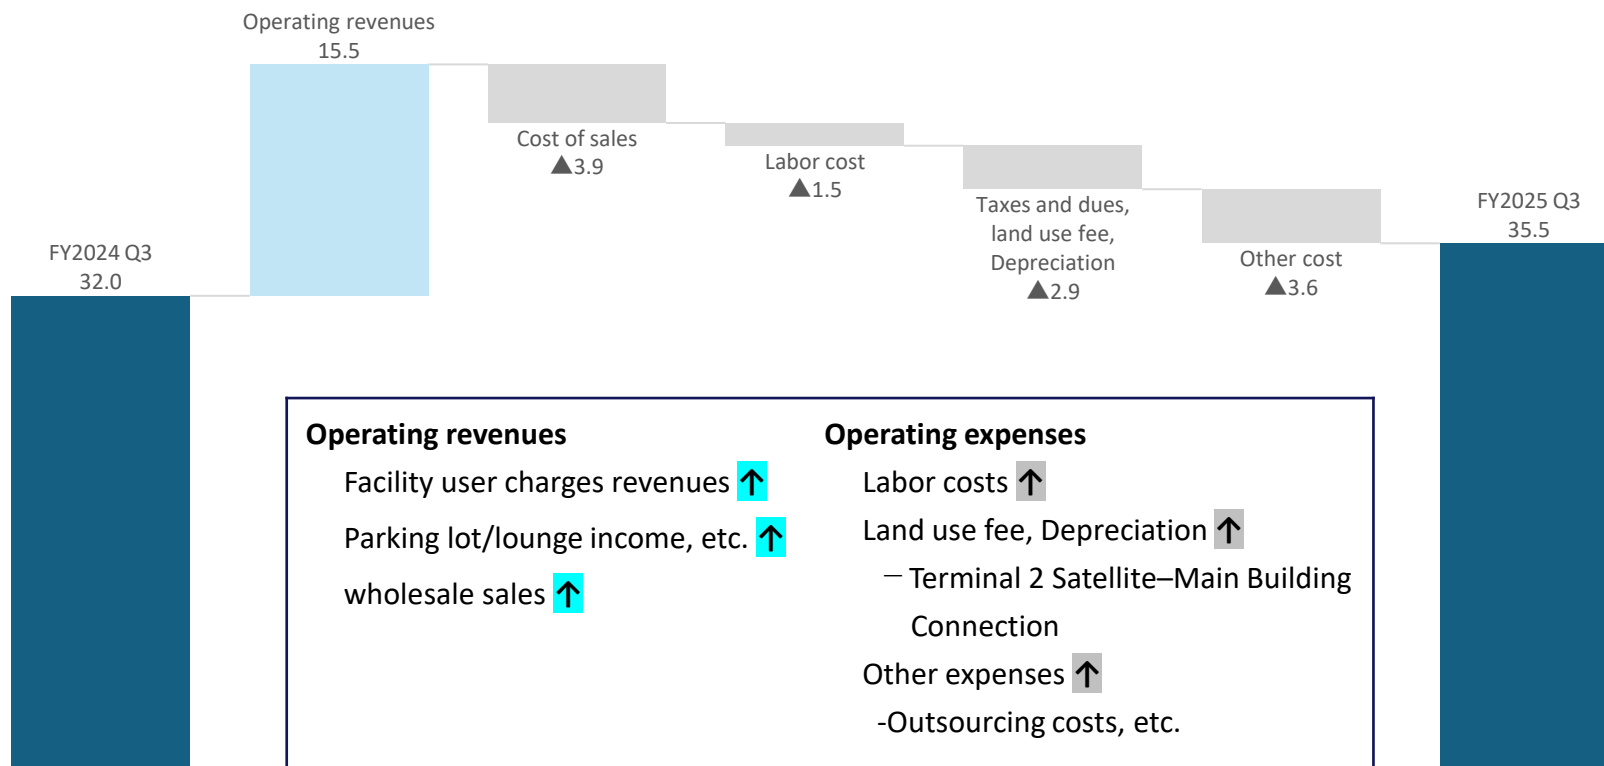 Operating revenues
15.5
Cost of sales
▲3.9
Labor cost
▲1.5
Taxes and dues,
land use fee,
Depreciation
▲2.9
Other cost
▲3.6
FY2025 Q3
35.5
FY2024 Q3
32.0
Operating revenues
Facility user charges revenues ↑
Parking lot/lounge income, etc. ↑
wholesale sales ↑
Operating expenses
Labor costs ↑
Land use fee, Depreciation ↑
— Terminal 2 Satellite–Main Building
Connection
Other expenses ↑
-Outsourcing costs, etc.